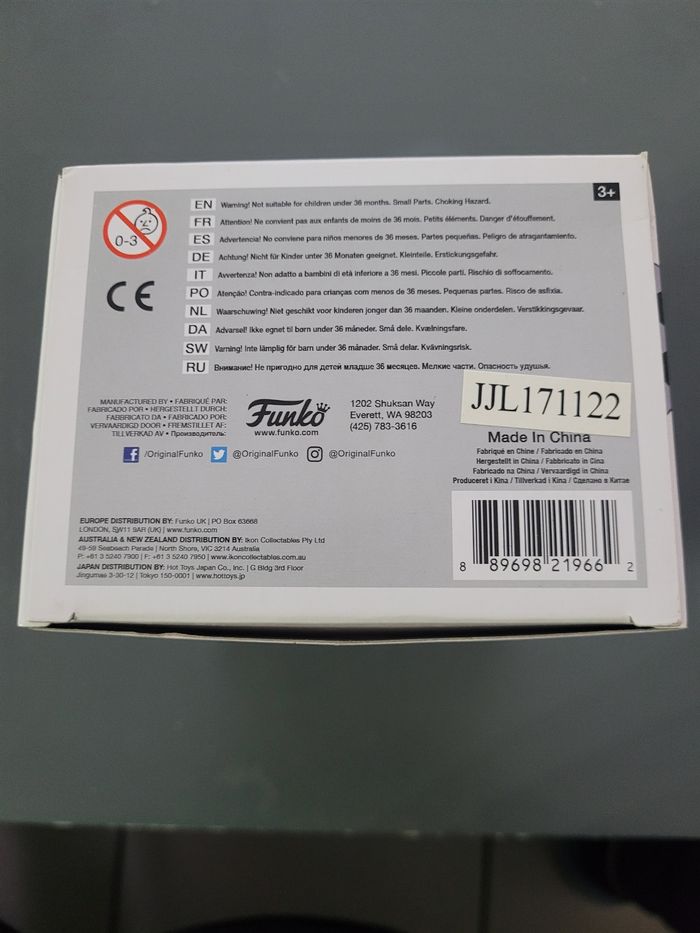 3+
0-3
EN Warning! Not suitable for children under 36 months. Small Parts. Choking Hazard.
FR Attention! Ne convient pas aux enfants de moins de 36 mois. Petits éléments. Danger d'étouffement.
ES Advertencia! No conviene para niños menores de 36 meses. Partes pequeñas. Peligro de atragantamiento.
DE Achtung! Nicht für Kinder unter 36 Monaten geeignet. Kleinteile. Erstickungsgefahr.
IT Avvertenza! Non adatto a bambini di età inferiore a 36 mesi. Piccole parti. Rischio di soffocamento.
PO Atenção! Contra-indicado para crianças com menos de 36 meses. Pequenas partes. Risco de asfixia.
NL Waarschuwing! Niet geschikt voor kinderen jonger dan 36 maanden. Kleine onderdelen. Verstikkingsgevaar.
DA Advarsel! Ikke egnet til børn under 36 måneder. Små dele. Kvælningsfare.
SW Varning! Inte lämplig för barn under 36 månader. Små delar. Kvävningsrisk.
RU Внимание! Не пригодно для детей младше 36 месяцев. Мелкие части. Опасность удушья.
CE
MANUFACTURED BY • FABRIQUÉ PAR:
FABRICADO POR • HERGESTELLT DURCH:
FABBRICATO DA • FABRICADO POR:
VERVAARDIGD DOOR • FREMSTILLET AF:
TILLVERKAD AV • Производитель:
Funko
www.funko.com
1202 Shuksan Way
Everett, WA 98203
(425) 783-3616
/OriginalFunko @OriginalFunko @OriginalFunko
JJL171122
Made In China
Fabriqué en Chine / Fabricado en China
Hergestellt in China / Fabbricato in Cina
Fabricado na China / Vervaardigd in China
Produceret i Kina / Tillverkad i Kina / Сделано в Китае
EUROPE DISTRIBUTION BY: Funko UK | PO Box 63668
LONDON, SW11 9AR (UK) | www.funko.com
AUSTRALIA & NEW ZEALAND DISTRIBUTION BY: Ikon Collectables Pty Ltd
49-59 Seabeach Parade | North Shore, VIC 3214 Australia
P: +61 3 5240 7900 | F: +61 3 5240 7950 | www.ikoncollectables.com.au
JAPAN DISTRIBUTION BY: Hot Toys Japan Co., Inc. | G Bldg 3rd Floor
Jingumae 3-30-12 | Tokyo 150-0001 | www.hottoys.jp
8 89698 21966 2